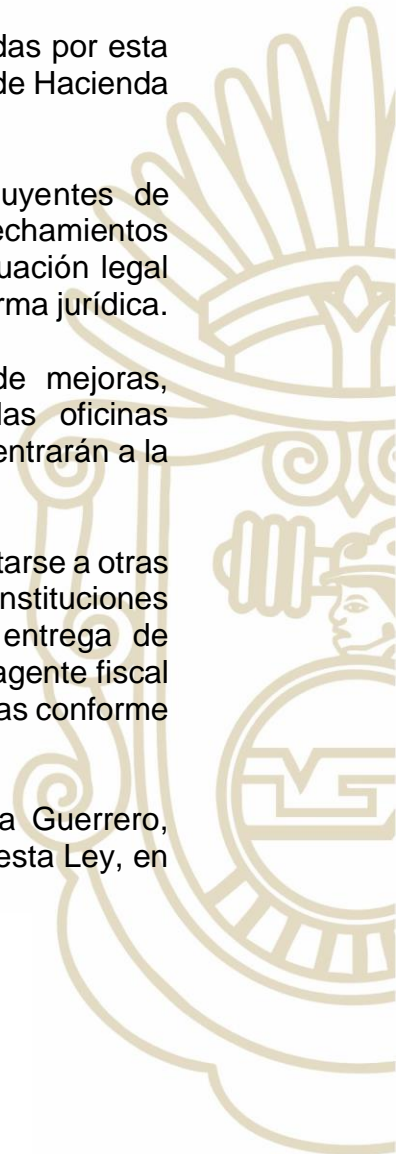 das por esta
de Hacienda
uyentes de
echamientos
uación legal
rma jurídica.
de mejoras,
las oficinas
entrarán a la
tarse a otras
nstituciones
entrega de
agente fiscal
as conforme
a Guerrero,
esta Ley, en